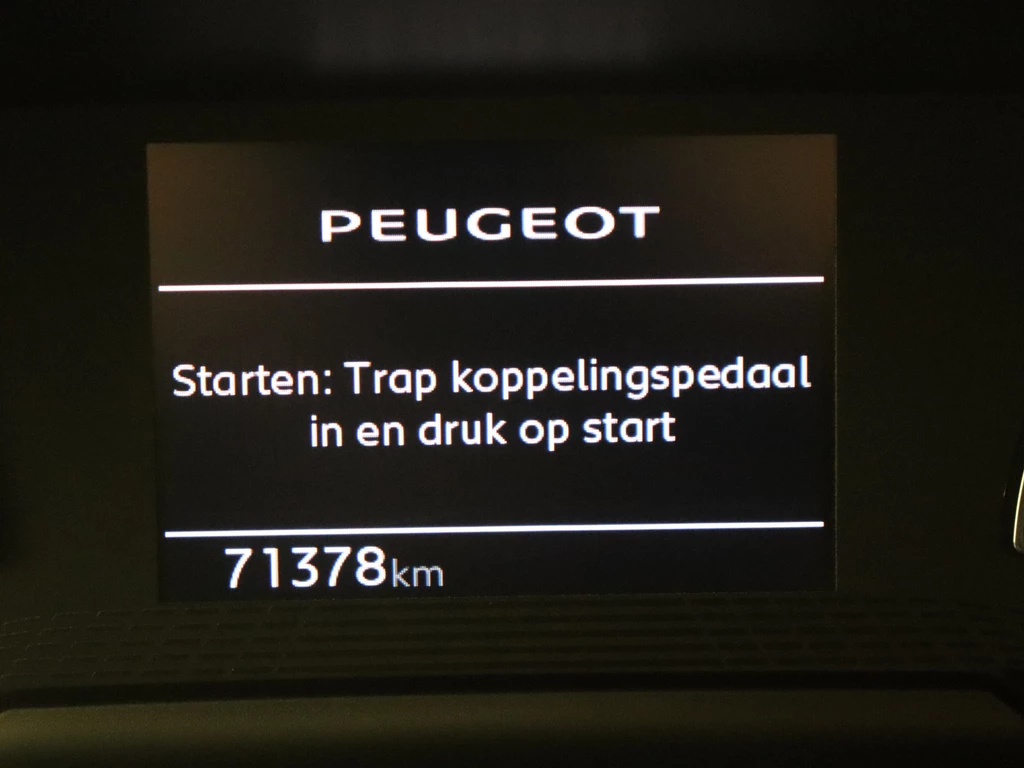 PEUGEOT
Starten: Trap koppelingspedaal
in en druk op start
71378km